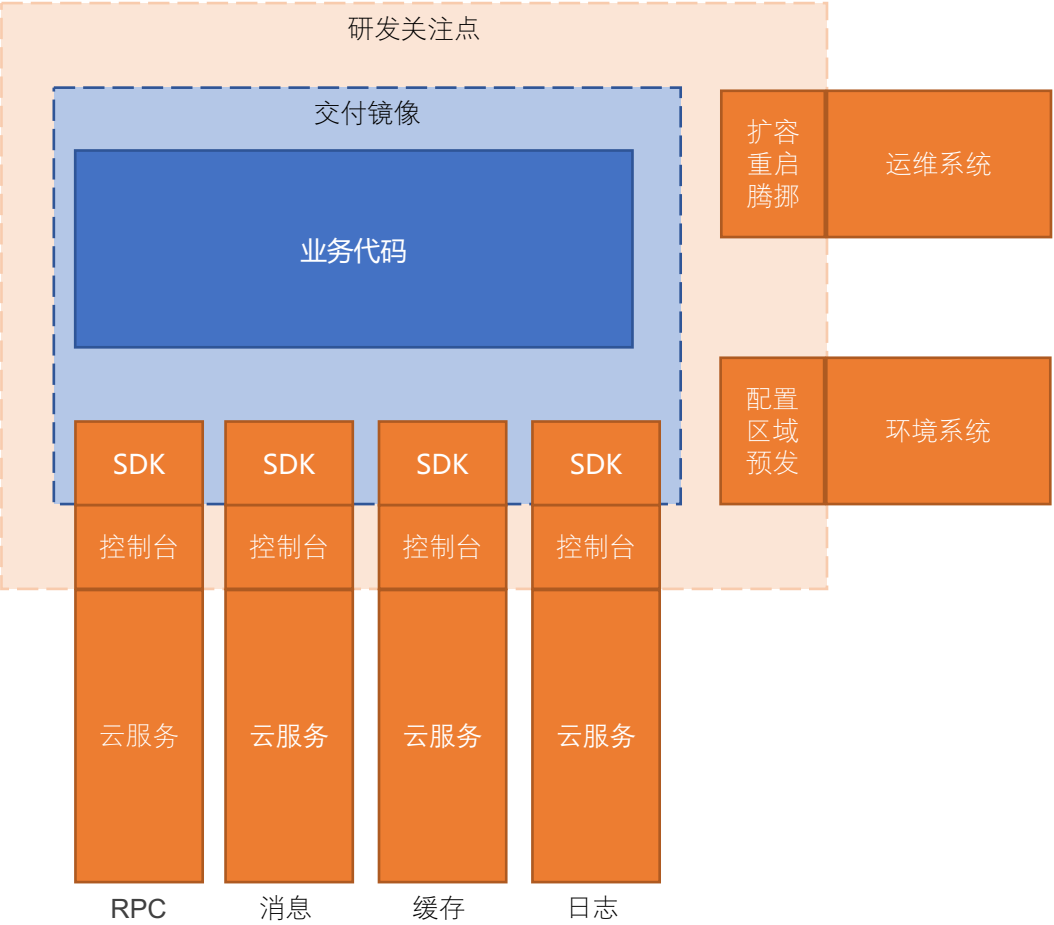 研发关注点
交付镜像
业务代码
扩容
重启
腾挪
运维系统
配置
区域
预发
环境系统
SDK
SDK
SDK
SDK
控制台
控制台
控制台
控制台
云服务
云服务
云服务
云服务
RPC
消息
缓存
日志